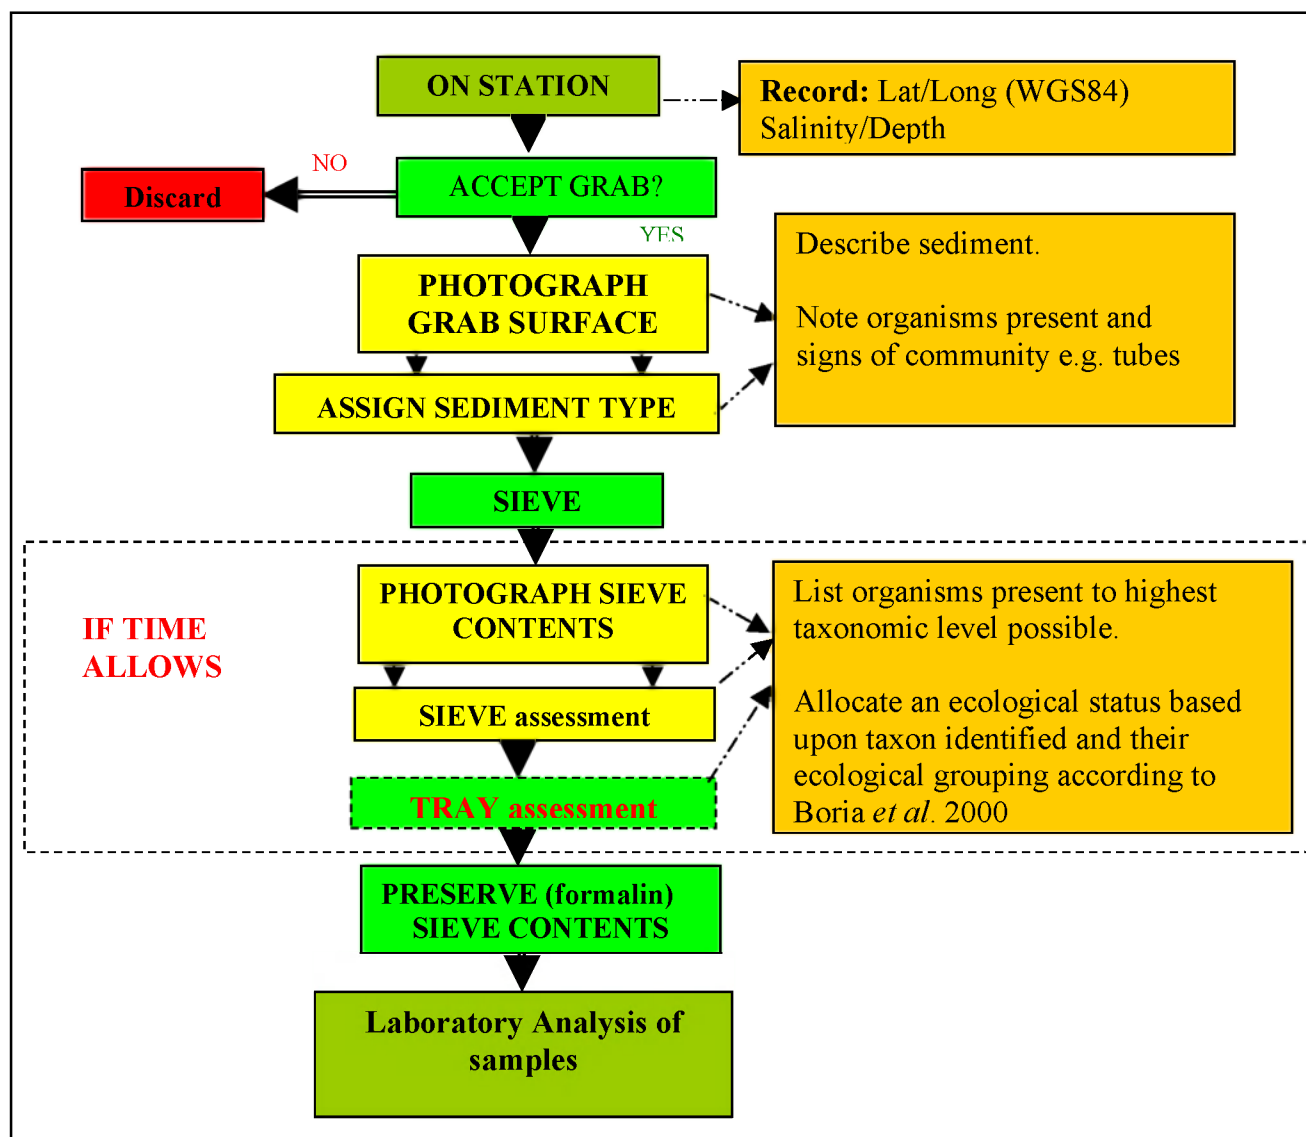 ON STATION
Record: Lat/Long (WGS84)
Salinity/Depth
NO
Discard
ACCEPT GRAB?
YES
PHOTOGRAPH
GRAB SURFACE
Describe sediment.
Note organisms present and
signs of community e.g. tubes
ASSIGN SEDIMENT TYPE
SIEVE
IF TIME
ALLOWS
PHOTOGRAPH SIEVE
CONTENTS
List organisms present to highest
taxonomic level possible.
SIEVE assessment
Allocate an ecological status based
upon taxon identified and their
ecological grouping according to
Boria et al. 2000
TRAY assessment
PRESERVE (formalin)
SIEVE CONTENTS
Laboratory Analysis of
samples